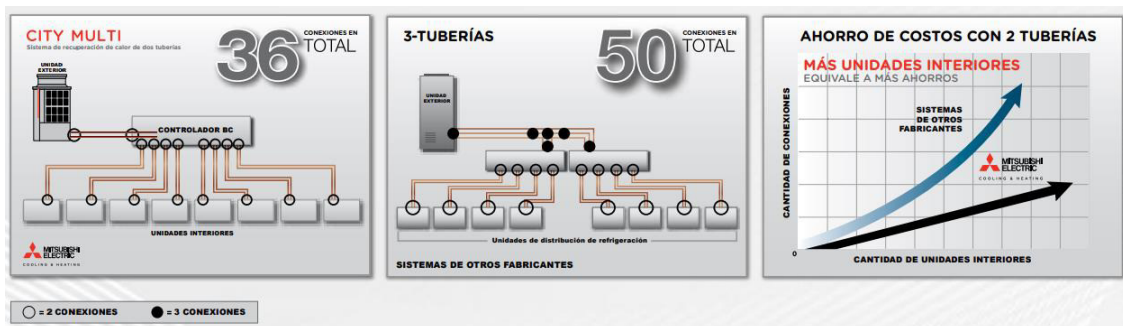 CITY MULTI
Sistema de recuperación de calor de dos tuberías
36
CONEXIONES EN
TOTAL
UNIDAD
EXTERIOR
CONTROLADOR BC
UNIDADES INTERIORES
MITSUBISHI
ELECTRIC
COOLING & HEATING
3-TUBERÍAS
50
CONEXIONES EN
TOTAL
UNIDAD
EXTERIOR
Unidades de distribución de refrigeración
SISTEMAS DE OTROS FABRICANTES
AHORRO DE COSTOS CON 2 TUBERÍAS
MÁS UNIDADES INTERIORES
EQUIVALE A MÁS AHORROS
SISTEMAS
DE OTROS
FABRICANTES
MITSUBISHI
ELECTRIC
COOLING & HEATING
CANTIDAD DE CONEXIONES
0
CANTIDAD DE UNIDADES INTERIORES
= 2 CONEXIONES
= 3 CONEXIONES